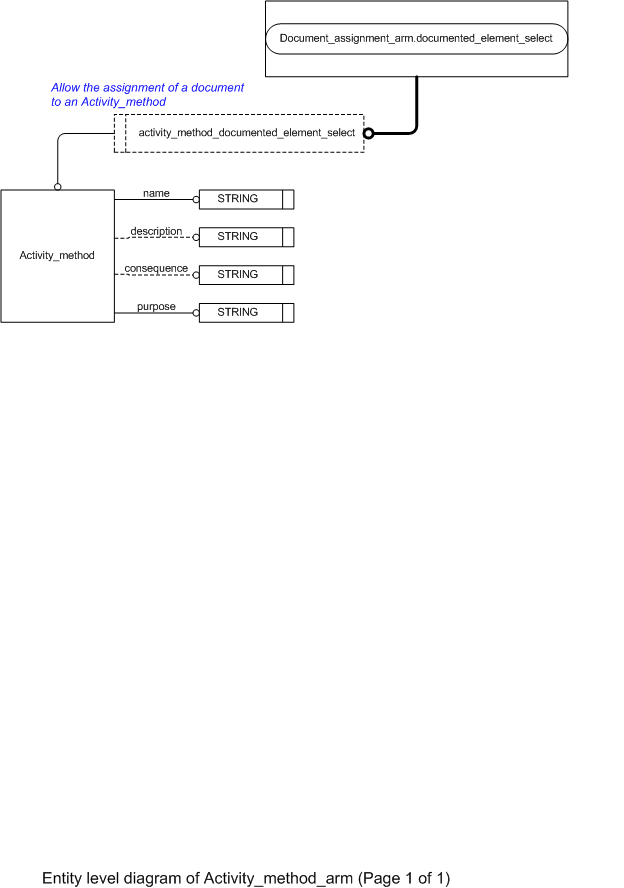 Document_assignment_arm.documented_element_select
Allow the assignment of a document
to an Activity_method
activity_method_documented_element_select
name
STRING
description
STRING
Activity_method
consequence
STRING
purpose
STRING
Entity level diagram of Activity_method_arm (Page 1 of 1)